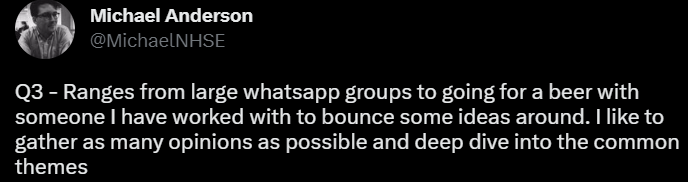 Michael Anderson
@MichaelNHSE
Q3 - Ranges from large whatsapp groups to going for a beer with
someone I have worked with to bounce some ideas around. I like to
gather as many opinions as possible and deep dive into the common
themes